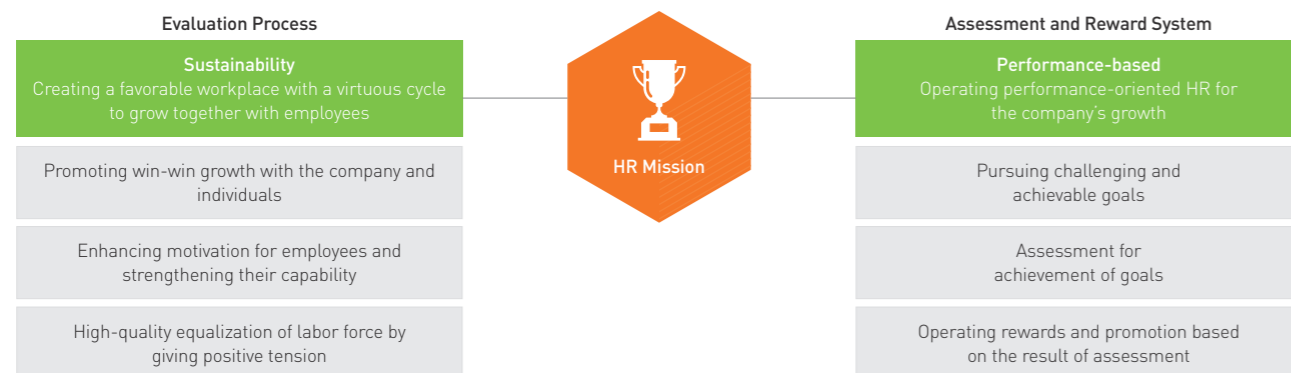 Evaluation Process
Sustainability
Creating a favorable workplace with a virtuous cycle
to grow together with employees
Promoting win-win growth with the company and
individuals
Enhancing motivation for employees and
strengthening their capability
High-quality equalization of labor force by
giving positive tension
HR Mission
Assessment and Reward System
Performance-based
Operating performance-oriented HR for
the company's growth
Pursuing challenging and
achievable goals
Assessment for
achievement of goals
Operating rewards and promotion based
on the result of assessment